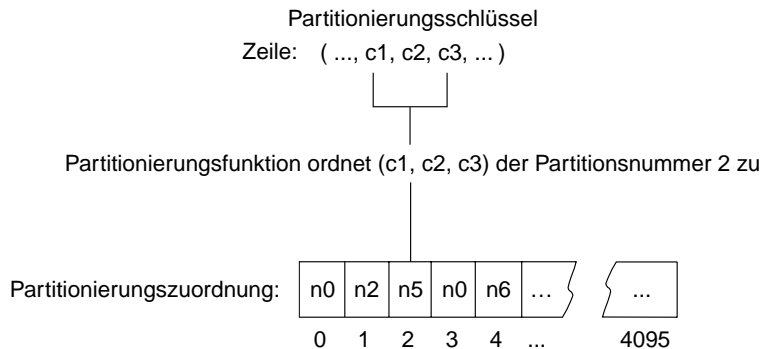 Partitionierungsschlüssel
Zeile: ( ..., c1, c2, c3, ... )
Partitionierungsfunktion ordnet (c1, c2, c3) der Partitionsnummer 2 zu
Partitionierungszuordnung: n0 n2 n5 n0 n6 ... ...
0 1 2 3 4 ... 4095